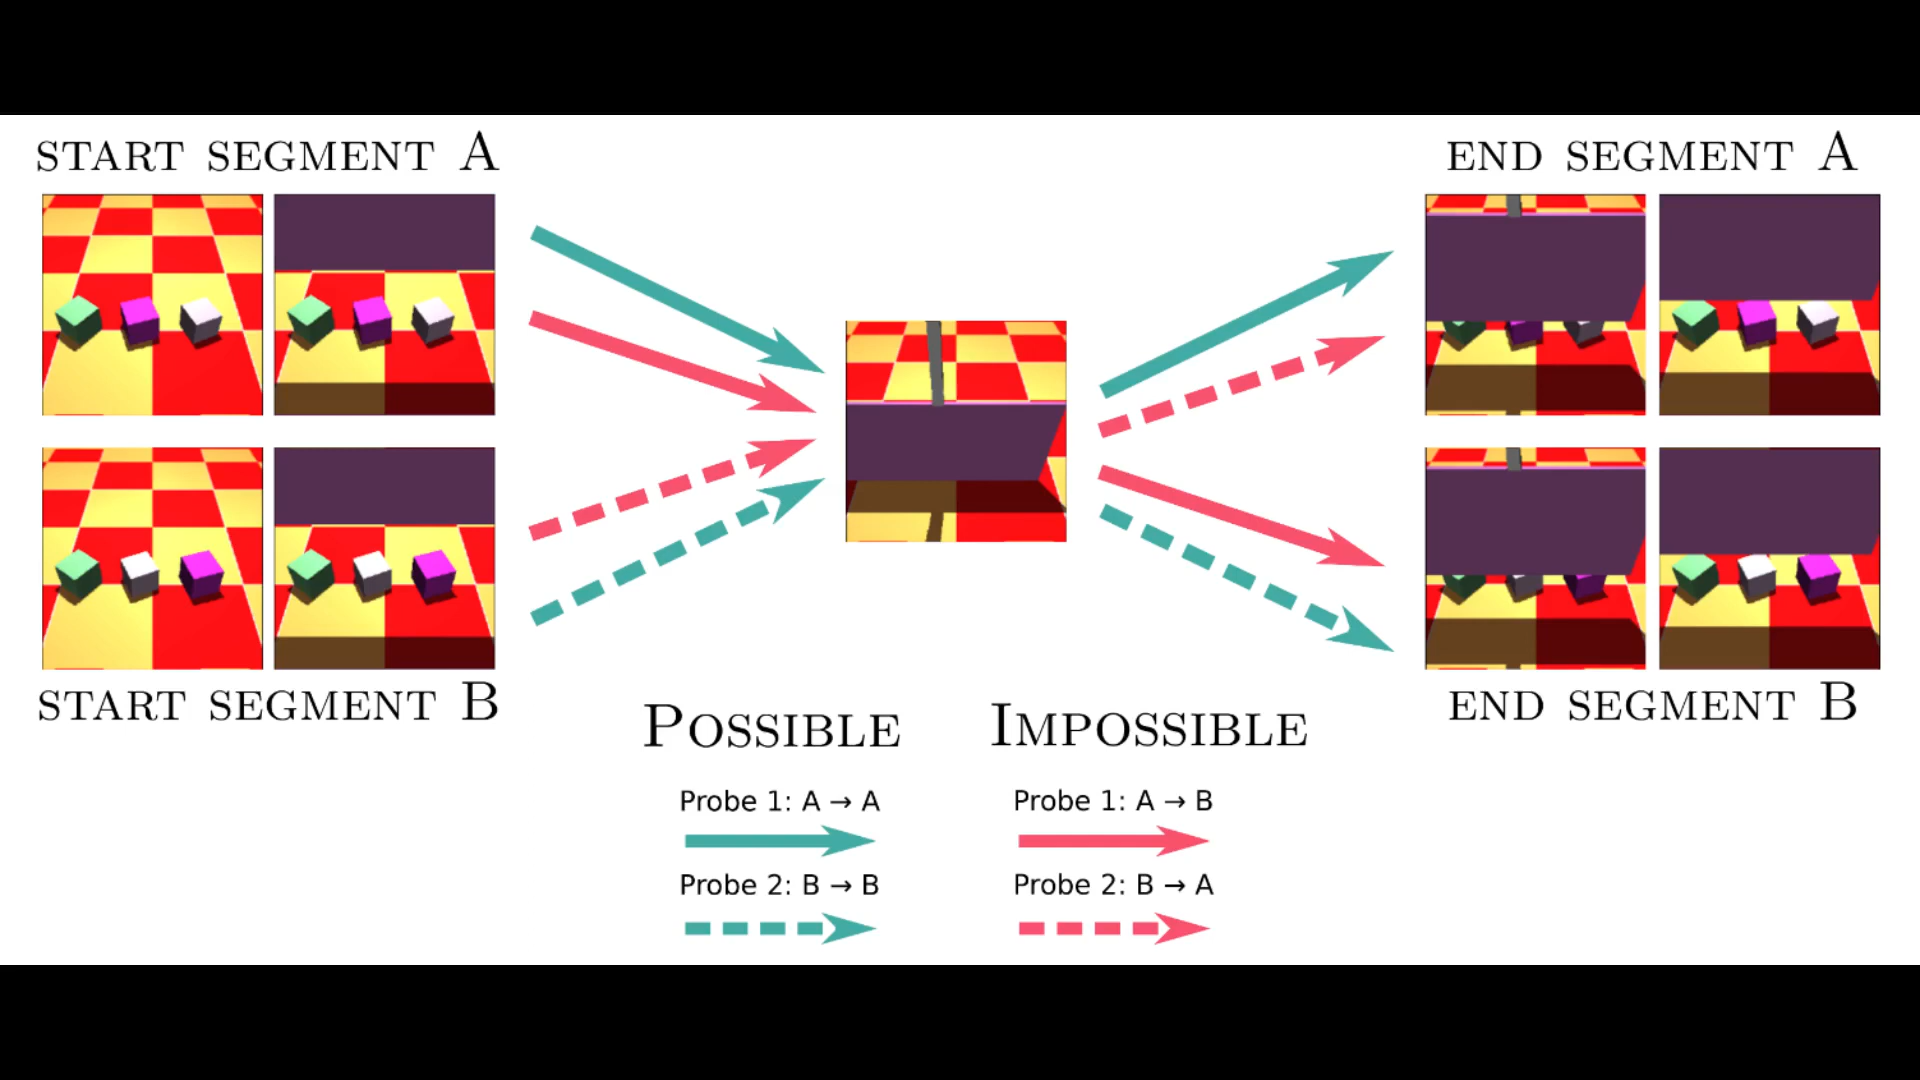 START SEGMENT A
END SEGMENT A
START SEGMENT B
END SEGMENT B
POSSIBLE
IMPOSSIBLE
Probe 1: A → A
Probe 1: A → B
Probe 2: B → B
Probe 2: B → A